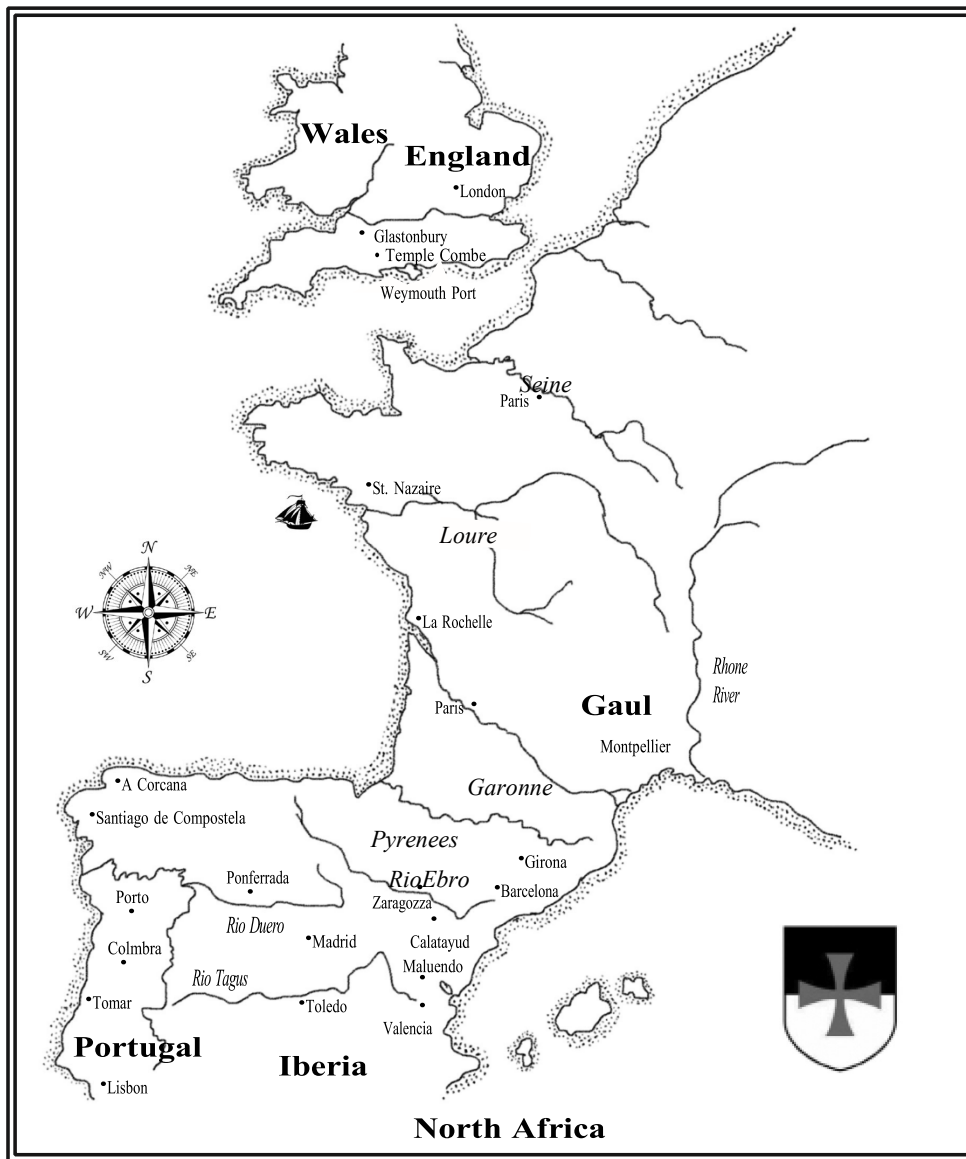 Wales
England
London
Glastonbury
Temple Combe
Weymouth Port
Seine
Paris
St. Nazaire
Loure
N
NW
NE
W
E
SW
SE
S
La Rochelle
Rhone
River
Paris
Gaul
Montpellier
A Corcana
Garonne
Santiago de Compostela
Pyrenees
Girona
Ponferrada
RioEbro
Barcelona
Porto
Zaragozza
Rio Duero
Madrid
Calatayud
Colmbra
Maluendo
Rio Tagus
Tomar
Toledo
Valencia
Portugal
Iberia
Lisbon
North Africa